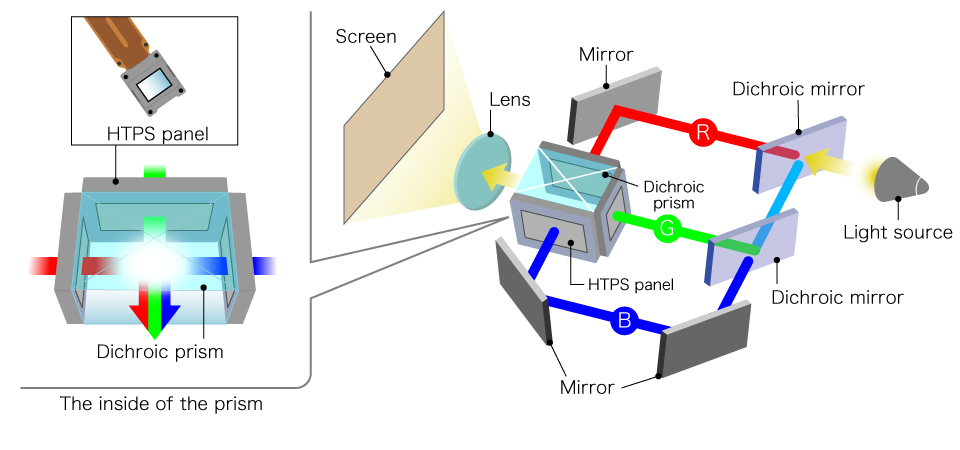 HTPS panel
Dichroic prism
The inside of the prism
Screen
Lens
Mirror
Dichroic mirror
R
Light source
Dichroic
prism
G
HTPS panel
Dichroic mirror
B
Mirror